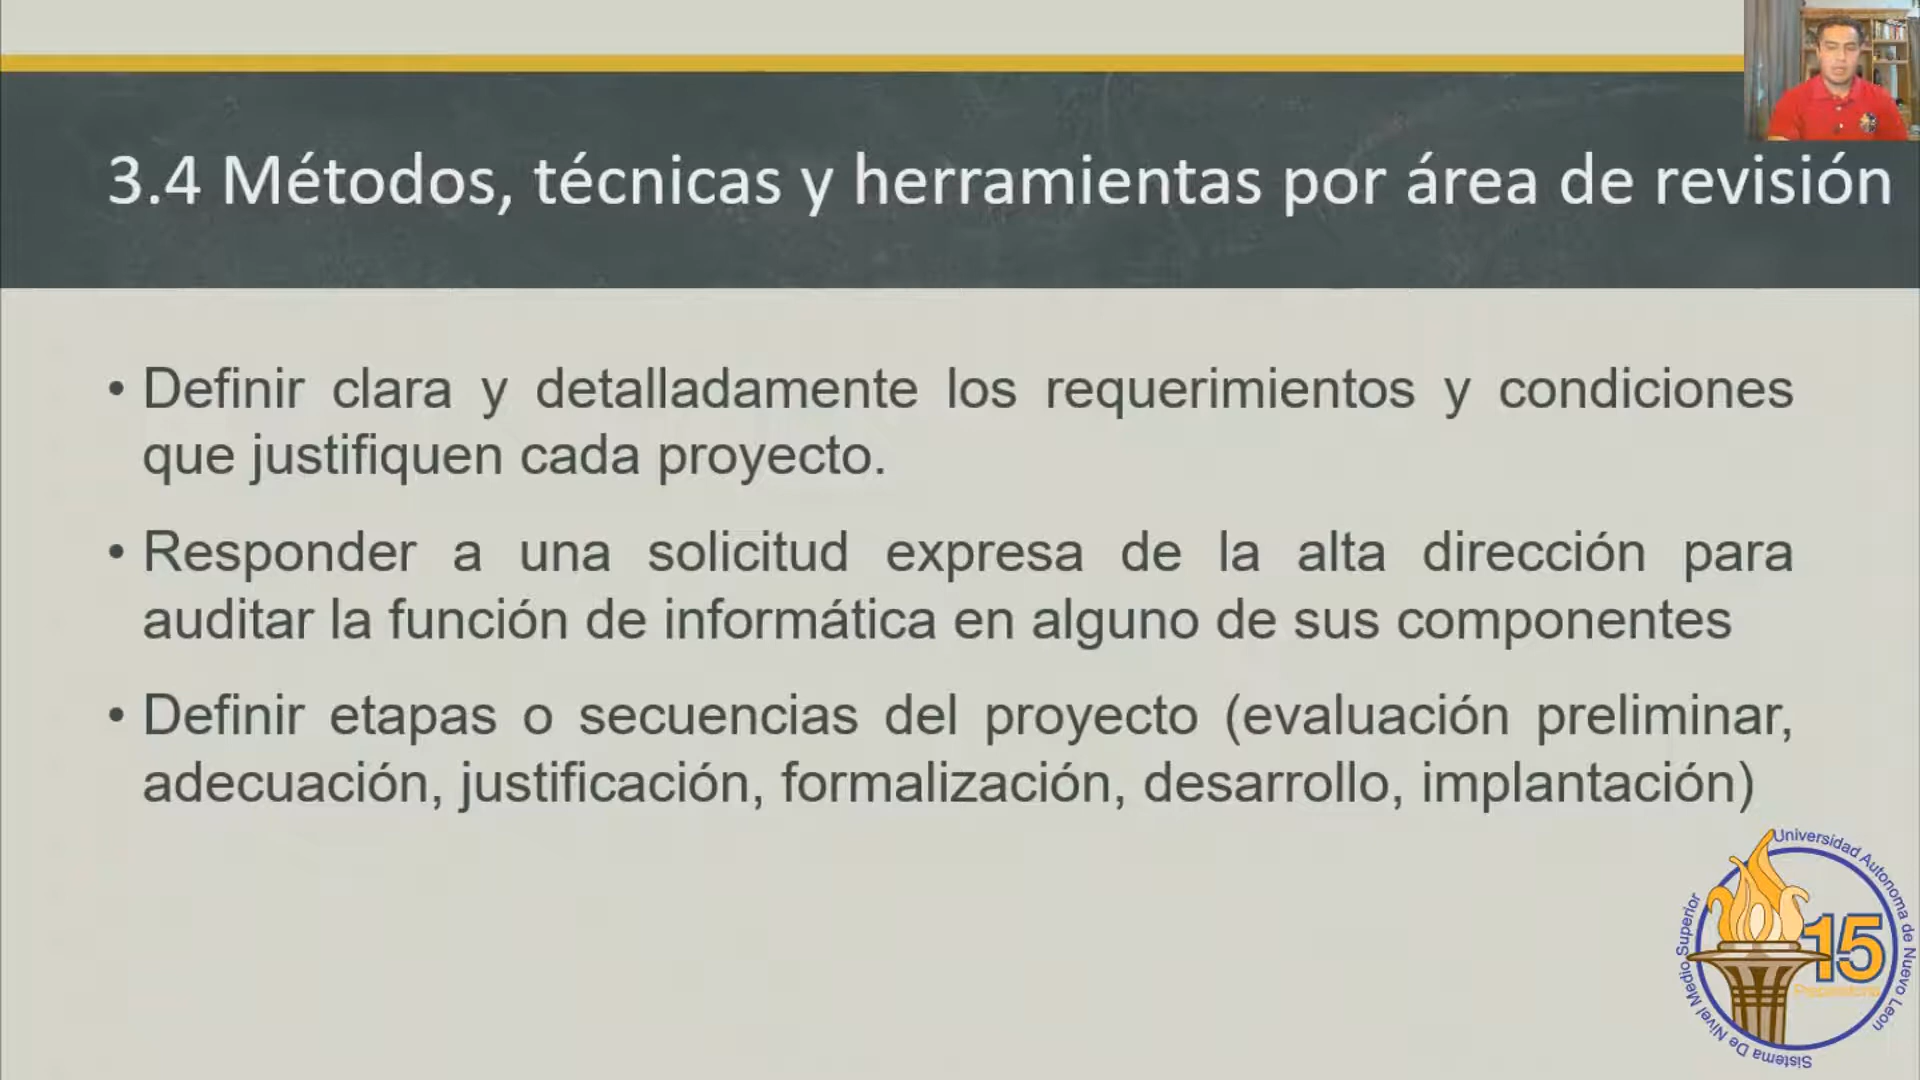 3.4 Métodos, técnicas y herramientas por área de revisión
• Definir clara y detalladamente los requerimientos y condiciones
que justifiquen cada proyecto.
• Responder a una solicitud expresa de la alta dirección para
auditar la función de informática en alguno de sus componentes
• Definir etapas o secuencias del proyecto (evaluación preliminar,
adecuación, justificación, formalización, desarrollo, implantación)
Universidad Autonoma de Nuevo Leon
15
Preparatoria
Sistema De Nivel Medio Superior